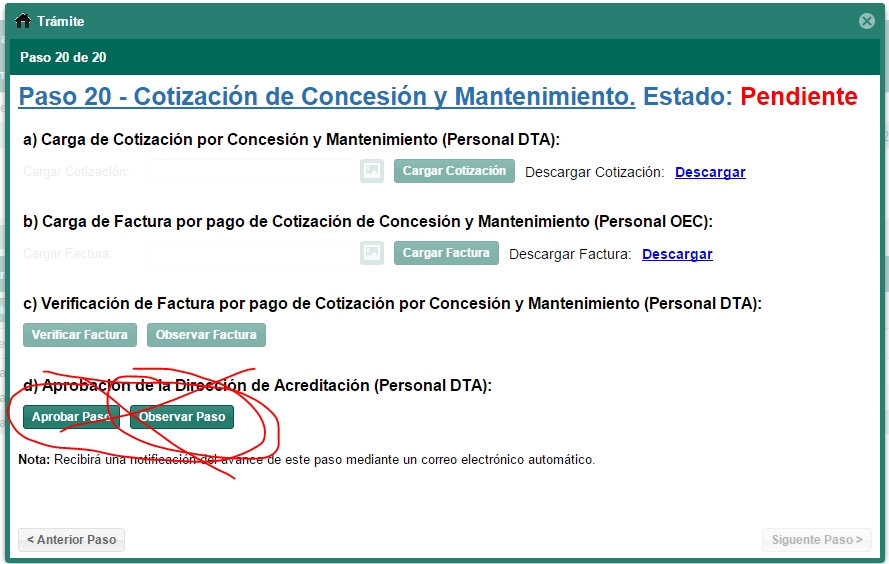 Trámite
Paso 20 de 20
Paso 20 - Cotización de Concesión y Mantenimiento. Estado: Pendiente
a) Carga de Cotización por Concesión y Mantenimiento (Personal DTA):
Cargar Cotización: Cargar Cotización Descargar Cotización: Descargar
b) Carga de Factura por pago de Cotización de Concesión y Mantenimiento (Personal OEC):
Cargar Factura: Cargar Factura Descargar Factura: Descargar
c) Verificación de Factura por pago de Cotización por Concesión y Mantenimiento (Personal DTA):
Verificar Factura Observar Factura
d) Aprobación de la Dirección de Acreditación (Personal DTA):
Aprobar Paso Observar Paso
Nota: Recibirá una notificación del avance de este paso mediante un correo electrónico automático.
< Anterior Paso Siguente Paso >